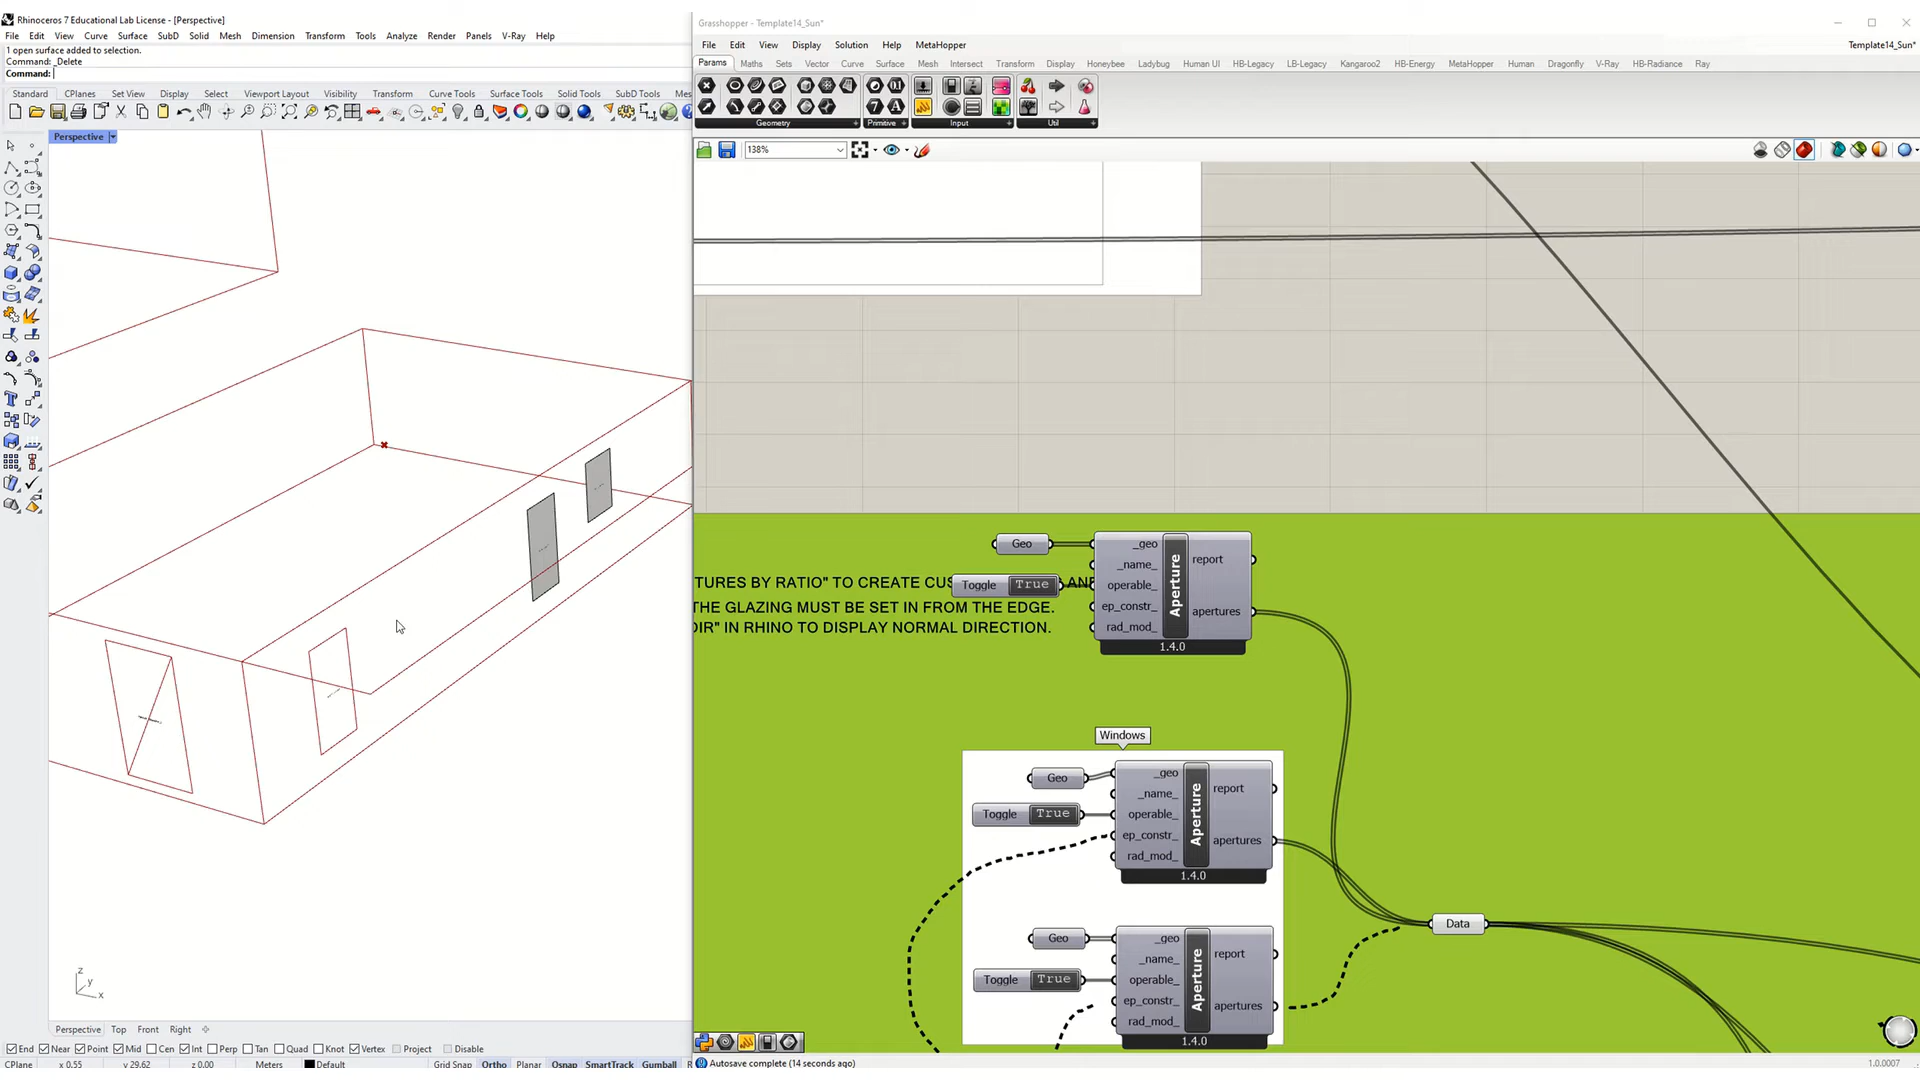 Rhinoceros 7 Educational Lab License - [Perspective]
File Edit View Curve Surface SubD Solid Mesh Dimension Transform Tools Analyze Render Panels V-Ray Help
1 open surface added to selection.
Command: _Delete
Command:
Standard CPlanes Set View Display Select Viewport Layout Visibility Transform Curve Tools Surface Tools Solid Tools SubD Tools Mes
Perspective
z
y
x
Perspective Top Front Right
End Near Point Mid Cen Int Perp Tan Quad Knot Vertex Project Disable
CPlane x 0.55 y 29.62 z 0.00 Meters Default Grid Snap Ortho Planar Osnap SmartTrack Gumball R
Grasshopper - Template14_Sun*
File Edit View Display Solution Help MetaHopper Template14_Sun*
Params Maths Sets Vector Curve Surface Mesh Intersect Transform Display Honeybee Ladybug Human UI HB-Legacy LB-Legacy Kangaroo2 HB-Energy MetaHopper Human Dragonfly V-Ray HB-Radiance Ray
Geometry Primitive Input Util
138%
TURES BY RATIO" TO CREATE CUS AND
THE GLAZING MUST BE SET IN FROM THE EDGE.
DIR" IN RHINO TO DISPLAY NORMAL DIRECTION.
Geo
Toggle True
_geo
_name_
operable_
ep_constr_
rad_mod_
Aperture
report
apertures
1.4.0
Windows
Geo
Toggle True
_geo
_name_
operable_
ep_constr_
rad_mod_
Aperture
report
apertures
1.4.0
Data
Geo
Toggle True
_geo
_name_
operable_
ep_constr_
rad_mod_
Aperture
report
apertures
1.4.0
Autosave complete (14 seconds ago)
1.0.0007